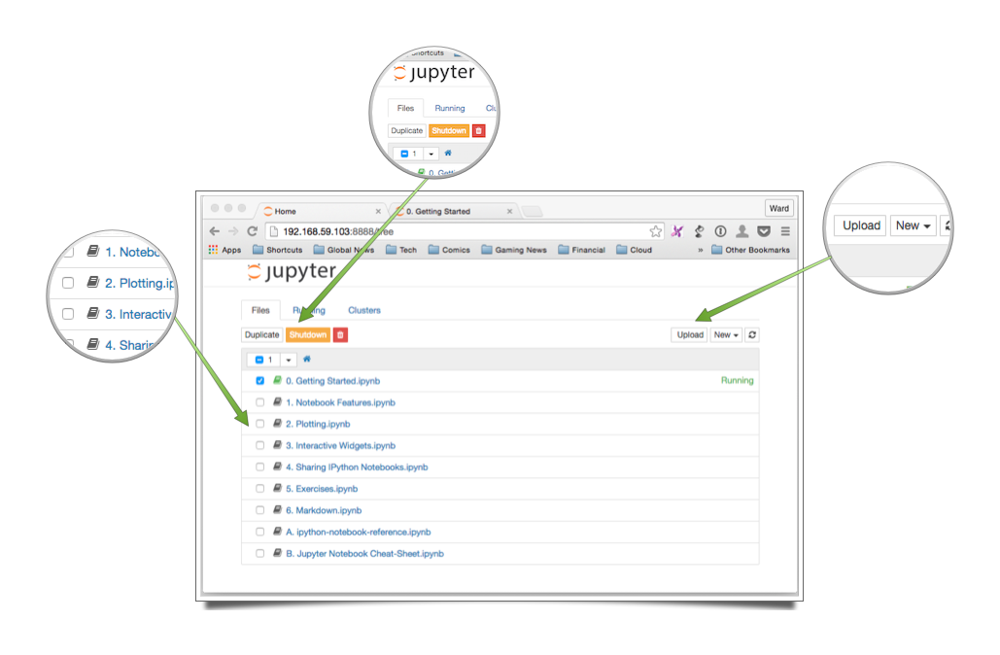 Shortcuts
jupyter
Files Running Clu
Duplicate Shutdown
1
0. Getti
Home 0. Getting Started Ward
192.168.59.103:8888/tree
Apps Shortcuts Global News Tech Comics Gaming News Financial Cloud » Other Bookmarks
jupyter
Files Running Clusters
Duplicate Shutdown Upload New
1
0. Getting Started.ipynb Running
1. Notebook Features.ipynb
2. Plotting.ipynb
3. Interactive Widgets.ipynb
4. Sharing IPython Notebooks.ipynb
5. Exercises.ipynb
6. Markdown.ipynb
A. ipython-notebook-reference.ipynb
B. Jupyter Notebook Cheat-Sheet.ipynb
1. Notebo
2. Plotting.ip
3. Interactiv
4. Sharin
Upload New